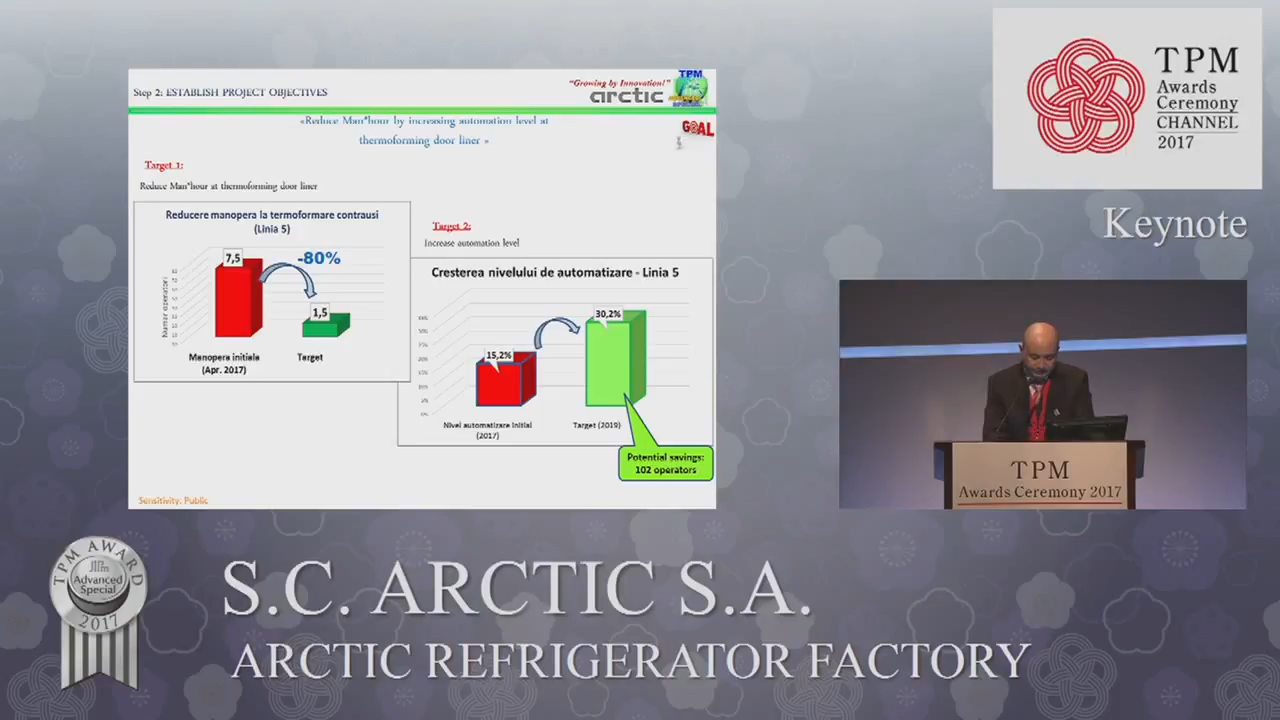 Step 2: ESTABLISH PROJECT OBJECTIVES
"Growing by Innovation!"
arctic
TPM
«Reduce Man*hour by increasing automation level at
thermoforming door liner »
GOAL
Target 1:
Reduce Man*hour at thermoforming door liner
Reducere manopera la termoformare contrausi
(Linia 5)
7,5
-80%
1,5
Numar operatori
Manopera initiala
(Apr. 2017)
Target
Target 2:
Increase automation level
Cresterea nivelului de automatizare - Linia 5
15,2%
30,2%
Nivel automatizare initial
(2017)
Target (2019)
Potential savings:
102 operators
Sensitivity: Public
TPM
Awards
Ceremony
CHANNEL
2017
Keynote
TPM
Awards Ceremony 2017
TPM AWARD
Advanced
Special
2017
S.C. ARCTIC S.A.
ARCTIC REFRIGERATOR FACTORY